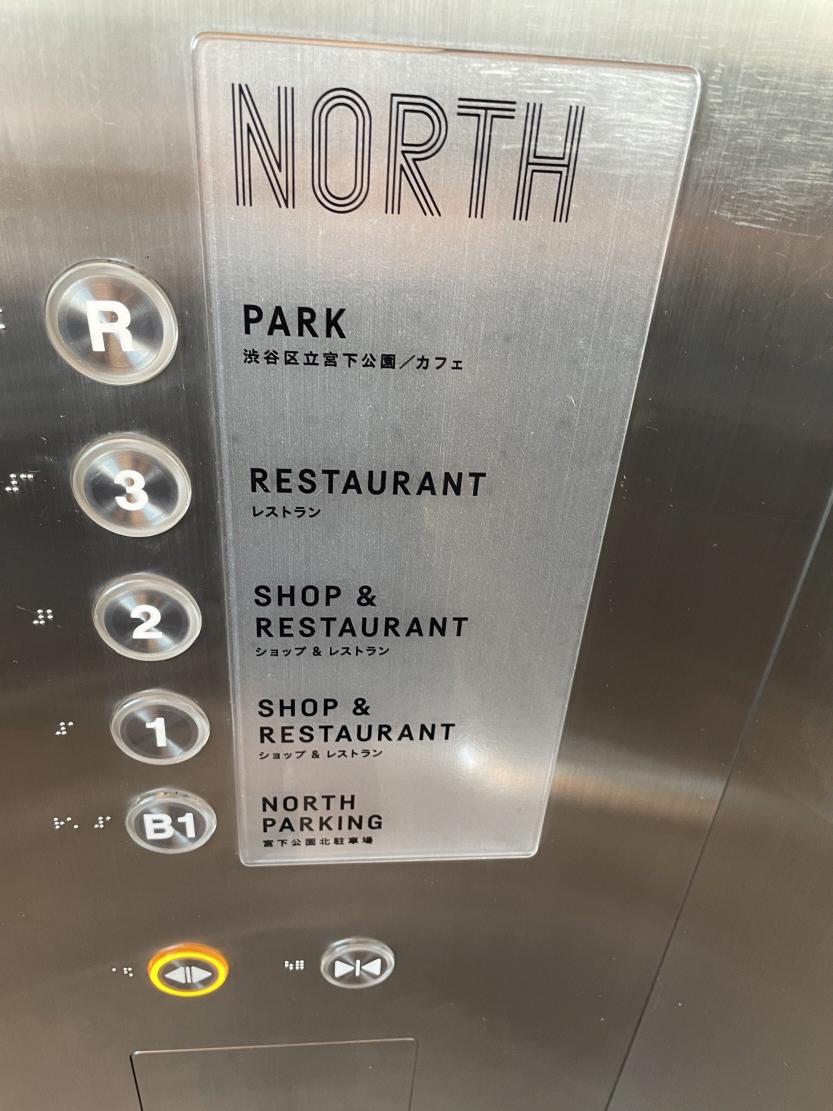 NORTH
R
PARK
渋谷区立宮下公園／カフェ
3
RESTAURANT
レストラン
2
SHOP &
RESTAURANT
ショップ & レストラン
1
SHOP &
RESTAURANT
ショップ & レストラン
B1
NORTH
PARKING
宮下公園北駐車場